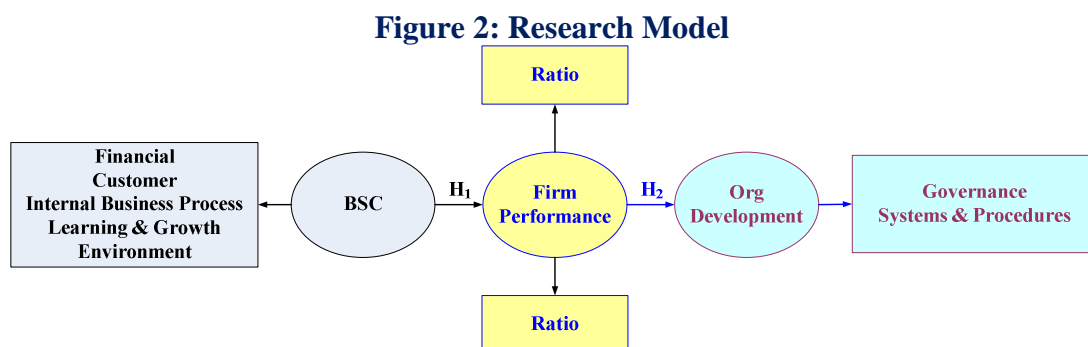 Figure 2: Research Model
Ratio
Financial
Customer
Internal Business Process
Learning & Growth
Environment
BSC
H₁
Firm
Performance
H₂
Org
Development
Governance
Systems & Procedures
Ratio